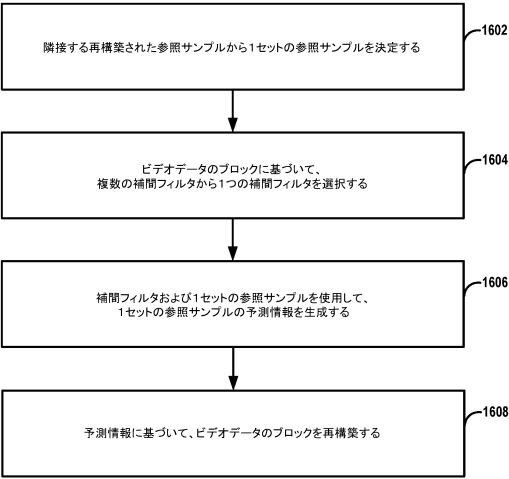 隣接する再構築された参照サンプルから1セットの参照サンプルを決定する
1602
ビデオデータのブロックに基づいて、
複数の補間フィルタから1つの補間フィルタを選択する
1604
補間フィルタおよび1セットの参照サンプルを使用して、
1セットの参照サンプルの予測情報を生成する
1606
予測情報に基づいて、ビデオデータのブロックを再構築する
1608